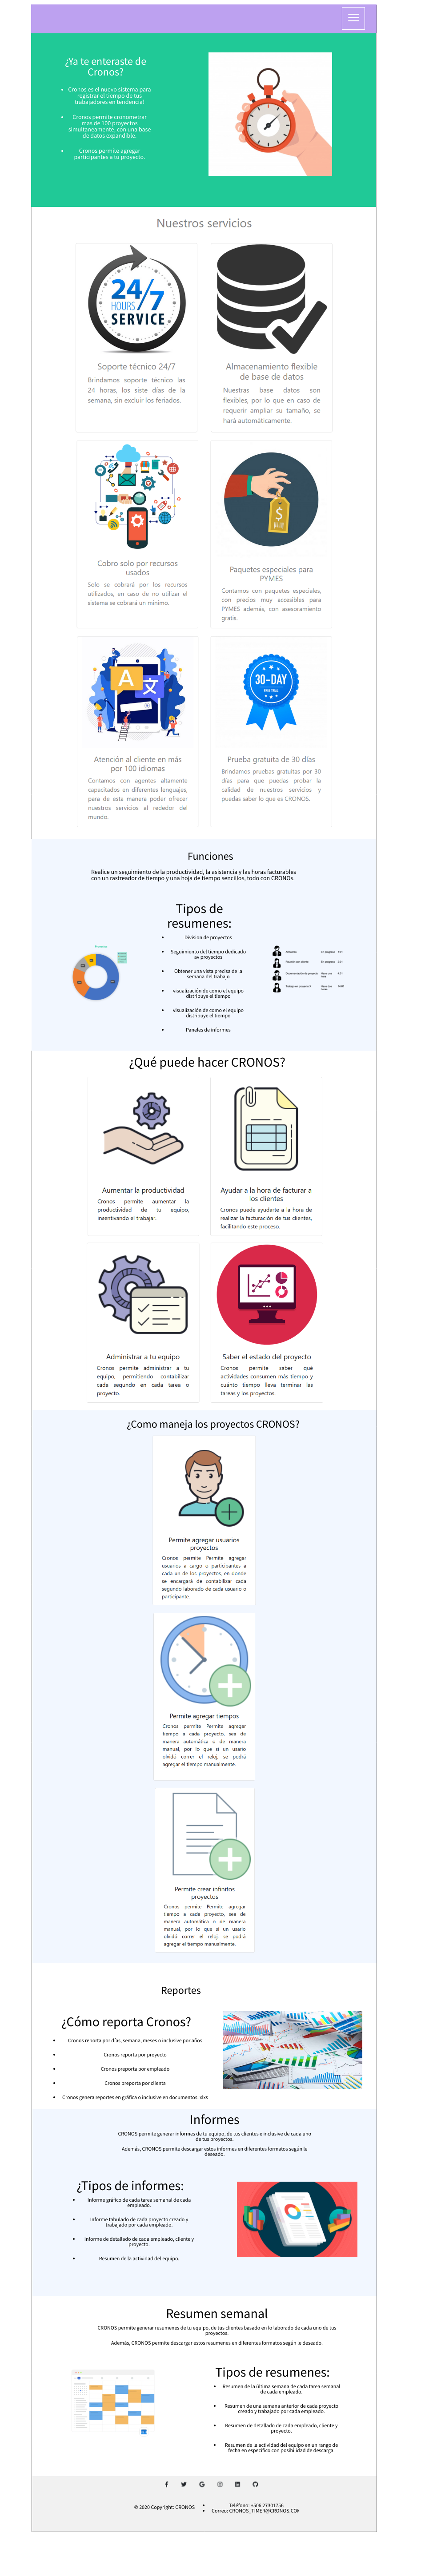 ¿Ya te enteraste de
Cronos?
• Cronos es el nuevo sistema para
registrar el tiempo de tus
trabajadores en tendencia!
• Cronos permite cronometrar
mas de 100 proyectos
simultaneamente, con una base
de datos expandible.
• Cronos permite agregar
participantes a tu proyecto.
Nuestros servicios
24/7
HOURS
SERVICE
Soporte técnico 24/7
Brindamos soporte técnico las
24 horas, los siste días de la
semana, sin excluir los feriados.
Almacenamiento flexible
de base de datos
Nuestras base datos son
flexibles, por lo que en caso de
requerir ampliar su tamaño, se
hará automáticamente.
Cobro solo por recursos
usados
Solo se cobrará por los recursos
utilizados, en caso de no utilizar el
sistema se cobrará un mínimo.
$
Paquetes especiales para
PYMES
Contamos con paquetes especiales,
con precios muy accesibles para
PYMES además, con asesoramiento
gratis.
A
文
Atención al cliente en más
por 100 idiomas
Contamos con agentes altamente
capacitados en diferentes lenguajes,
para de esta manera poder ofrecer
nuestros servicios al rededor del
mundo.
30-DAY
FREE TRIAL
Prueba gratuita de 30 días
Brindamos pruebas gratuitas por 30
días para que puedas probar la
calidad de nuestros servicios y
puedas saber lo que es CRONOS.
Funciones
Realice un seguimiento de la productividad, la asistencia y las horas facturables
con un rastreador de tiempo y una hoja de tiempo sencillos, todo con CRONOs.
Tipos de
resumenes:
• Division de proyectos
• Seguimiento del tiempo dedicado
ao proyectos
• Obtener una vista precisa de la
semana del trabajo
• visualización de como el equipo
distribuye el tiempo
• visualización de como el equipo
distribuye el tiempo
• Paneles de informes
¿Qué puede hacer CRONOS?
Aumentar la productividad
Cronos permite aumentar la
productividad de tu equipo,
insentivando el trabajar.
Ayudar a la hora de facturar a
los clientes
Cronos puede ayudarte a la hora de
realizar la facturación de tus clientes,
facilitando este proceso.
Administrar a tu equipo
Cronos permite administrar a tu
equipo, permitiendo contabilizar
cada segundo en cada tarea o
proyecto.
Saber el estado del proyecto
Cronos permite saber qué
actividades consumen más tiempo y
cuánto tiempo lleva terminar las
tareas y los proyectos.
¿Como maneja los proyectos CRONOS?
Permite agregar usuarios
proyectos
Cronos permite Permite agregar
usuarios a cargo o participantes a
cada un de los proyectos, en donde
se encargará de contabilizar cada
segundo laborado de cada usuario o
participante.
Permite agregar tiempos
Cronos permite Permite agregar
tiempo a cada proyecto, sea de
manera automática o de manera
manual, por lo que si un usario
olvidó correr el reloj, se podrá
agregar el tiempo manualmente.
Permite crear infinitos
proyectos
Cronos permite Permite agregar
tiempo a cada proyecto, sea de
manera automática o de manera
manual, por lo que si un usario
olvidó correr el reloj, se podrá
agregar el tiempo manualmente.
Reportes
¿Cómo reporta Cronos?
• Cronos reporta por días, semana, meses o inclusive por años
• Cronos reporta por proyecto
• Cronos preporta por empleado
• Cronos preporta por clienta
• Cronos genera reportes en gráfica o inclusive en documentos .xlxs
Informes
CRONOS permite generar informes de tu equipo, de tus clientes e inclusive de cada uno
de tus proyectos.
Además, CRONOS permite descargar estos informes en diferentes formatos según le
deseado.
¿Tipos de informes:
• Informe gráfico de cada tarea semanal de cada
empleado.
• Informe tabulado de cada proyecto creado y
trabajado por cada empleado.
• Informe de detallado de cada empleado, cliente y
proyecto.
• Resumen de la actividad del equipo.
Resumen semanal
CRONOS permite generar resumenes de tu equipo, de tus clientes basado en lo laborado de cada uno de tus
proyectos.
Además, CRONOS permite descargar estos resumenes en diferentes formatos según le deseado.
Tipos de resumenes:
• Resumen de la última semana de cada tarea semanal
de cada empleado.
• Resumen de una semana anterior de cada proyecto
creado y trabajado por cada empleado.
• Resumen de detallado de cada empleado, cliente y
proyecto.
• Resumen de la actividad del equipo en un rango de
fecha en específico con posibilidad de descarga.
© 2020 Copyright: CRONOS
• Teléfono: +506 27301756
• Correo: CRONOS_TIMER@CRONOS.COM